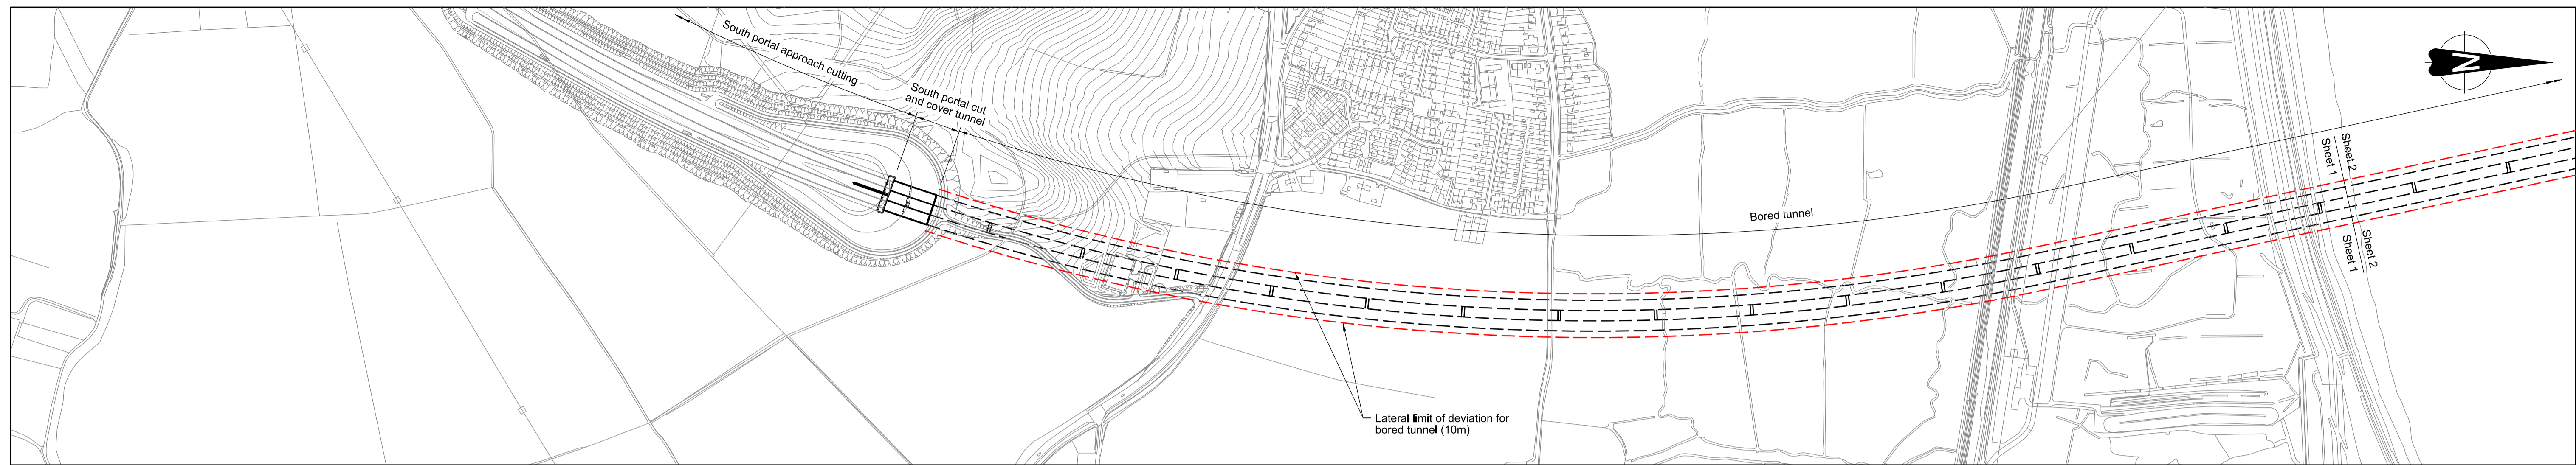 South portal approach cutting
South portal cut
and cover tunnel
N
Bored tunnel
Sheet 2
Sheet 1
Sheet 2
Sheet 1
Lateral limit of deviation for
bored tunnel (10m)